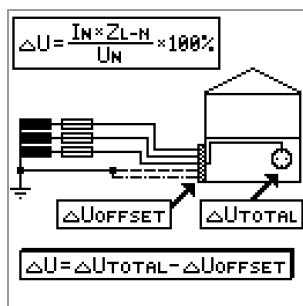 △U=IN×ZL-N/UN×100%
△UOFFSET
△UTOTAL
△U=△UTOTAL-△UOFFSET